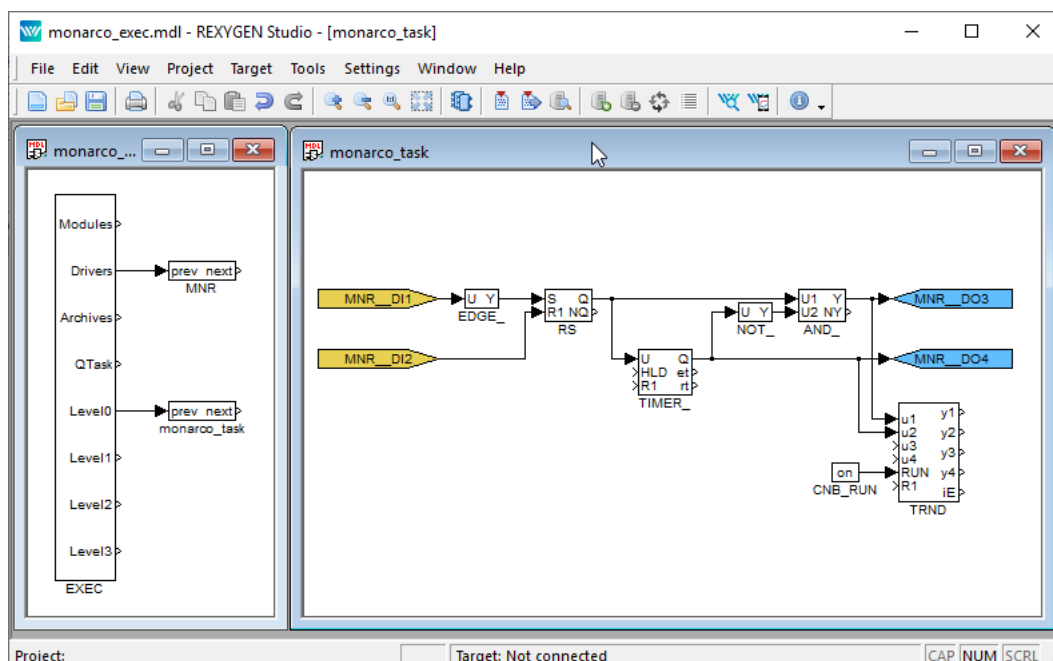 monarco_exec.mdl - REXYGEN Studio - [monarco_task]
File Edit View Project Target Tools Settings Window Help
MDL monarco_...
Modules
Drivers
prev next
MNR
Archives
QTask
Level0
prev next
monarco_task
Level1
Level2
Level3
EXEC
MDL monarco_task
MNR__DI1
U Y
EDGE_
S Q
R1 NQ
RS
U Y
NOT_
U1 Y
U2 NY
AND_
MNR__DO3
MNR__DI2
U Q
HLD et
R1 rt
TIMER_
MNR__DO4
on
CNB_RUN
u1 y1
u2 y2
u3 y3
u4
RUN y4
R1 iE
TRND
Project: Target: Not connected CAP NUM SCRL